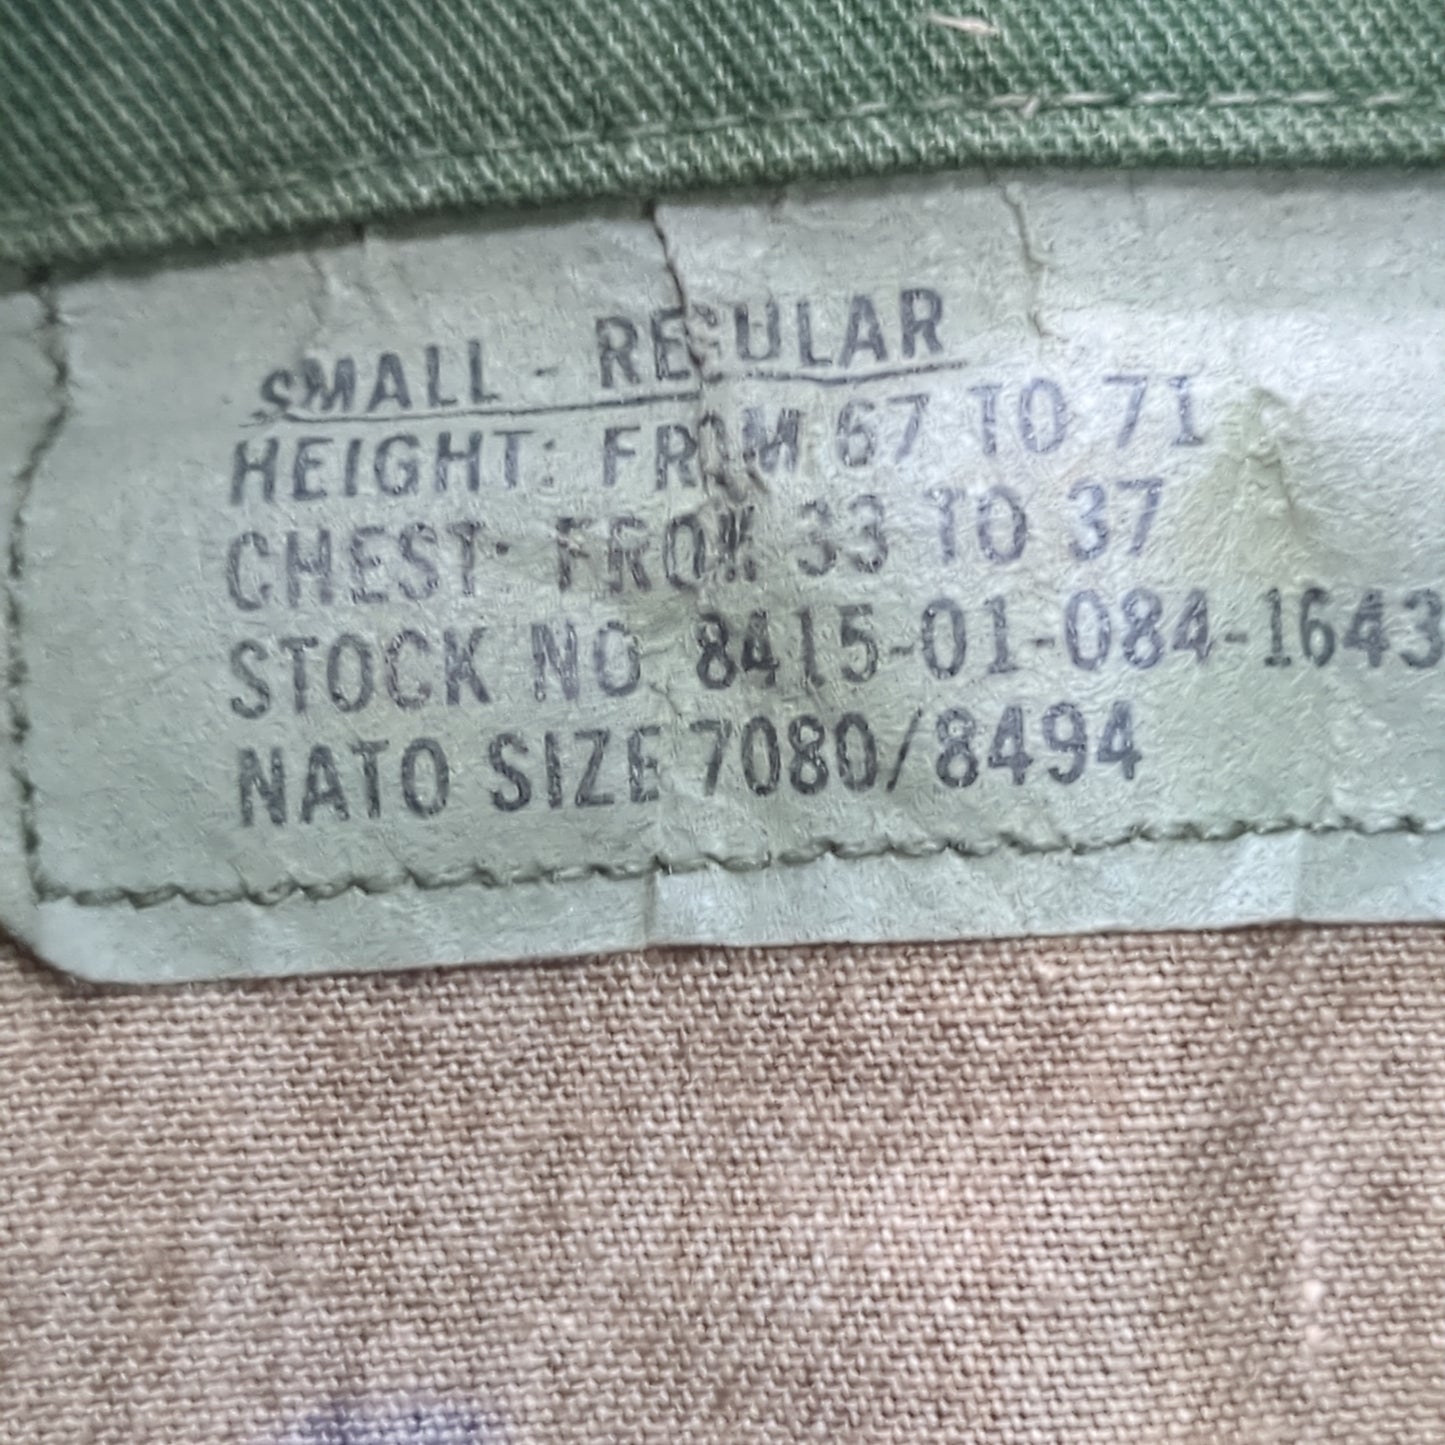 SMALL - REGULAR
HEIGHT: FROM 67 TO 71
CHEST: FROM 33 TO 37
STOCK NO 8415-01-084-1643
NATO SIZE 7080/8494